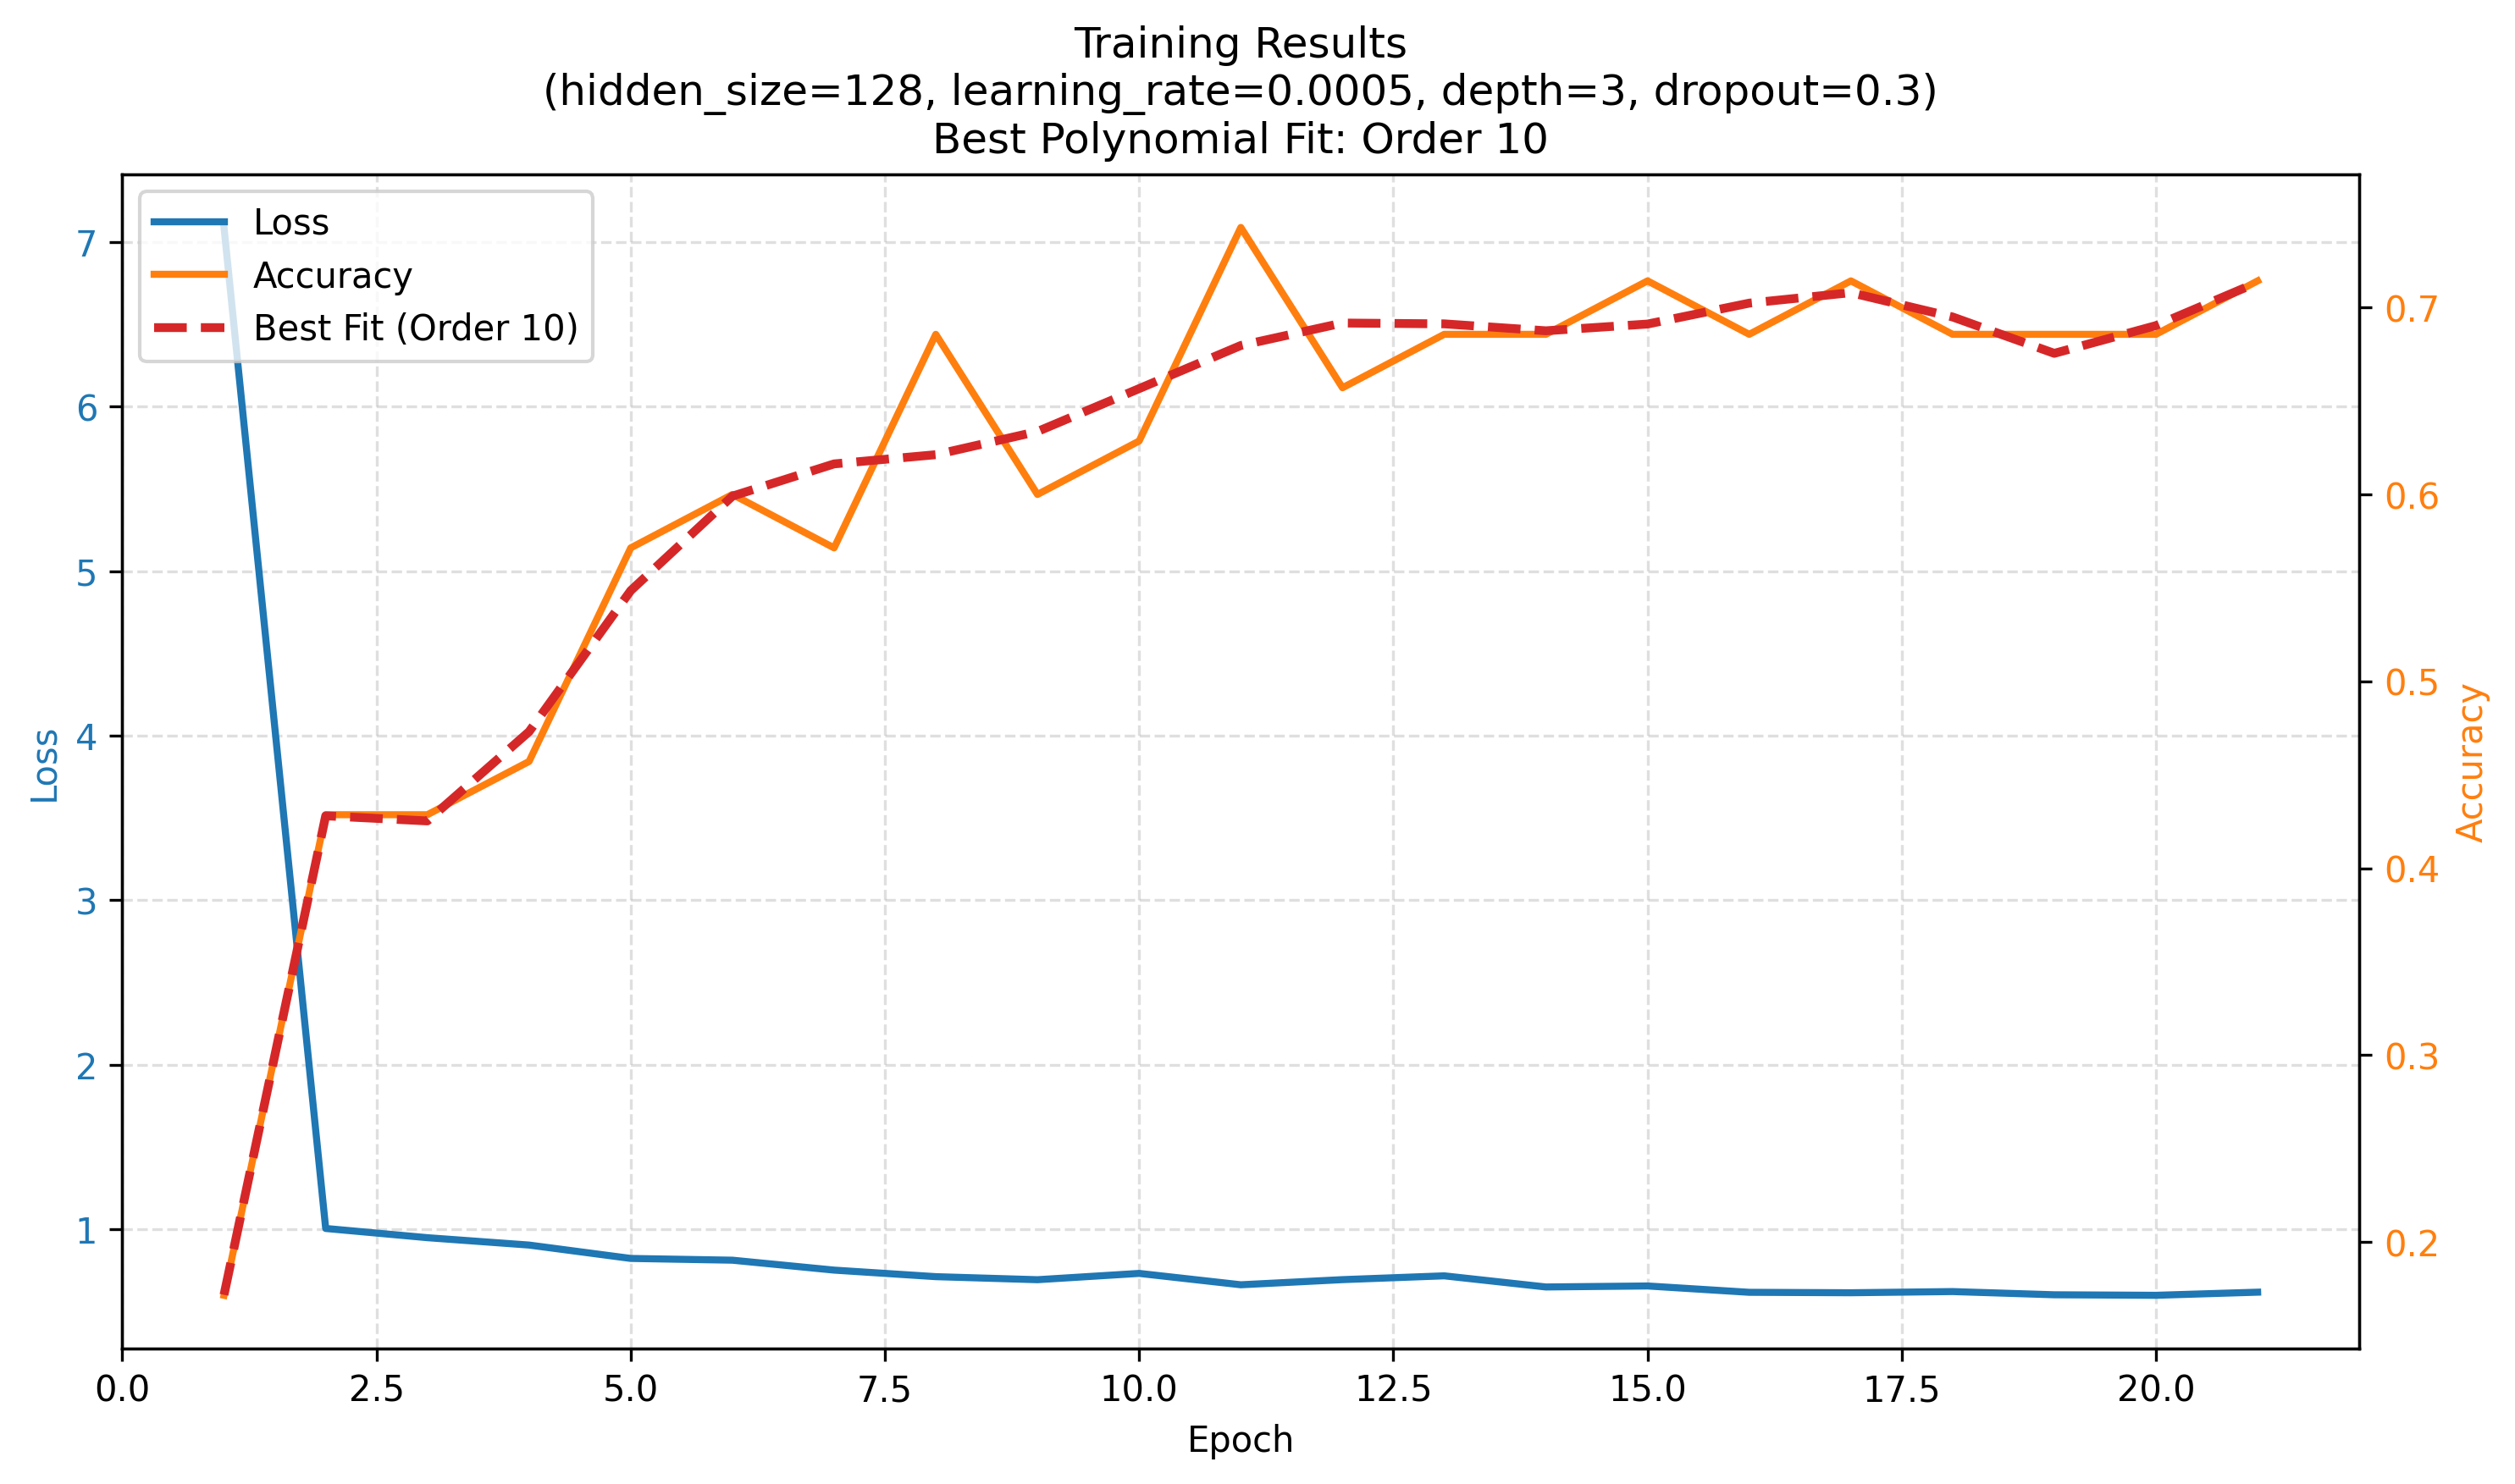 Training Results
(hidden_size=128, learning_rate=0.0005, depth=3, dropout=0.3)
Best Polynomial Fit: Order 10
Loss
Accuracy
Best Fit (Order 10)
7
6
5
4
3
2
1
Loss
0.7
0.6
0.5
0.4
0.3
0.2
Accuracy
0.0 2.5 5.0 7.5 10.0 12.5 15.0 17.5 20.0
Epoch